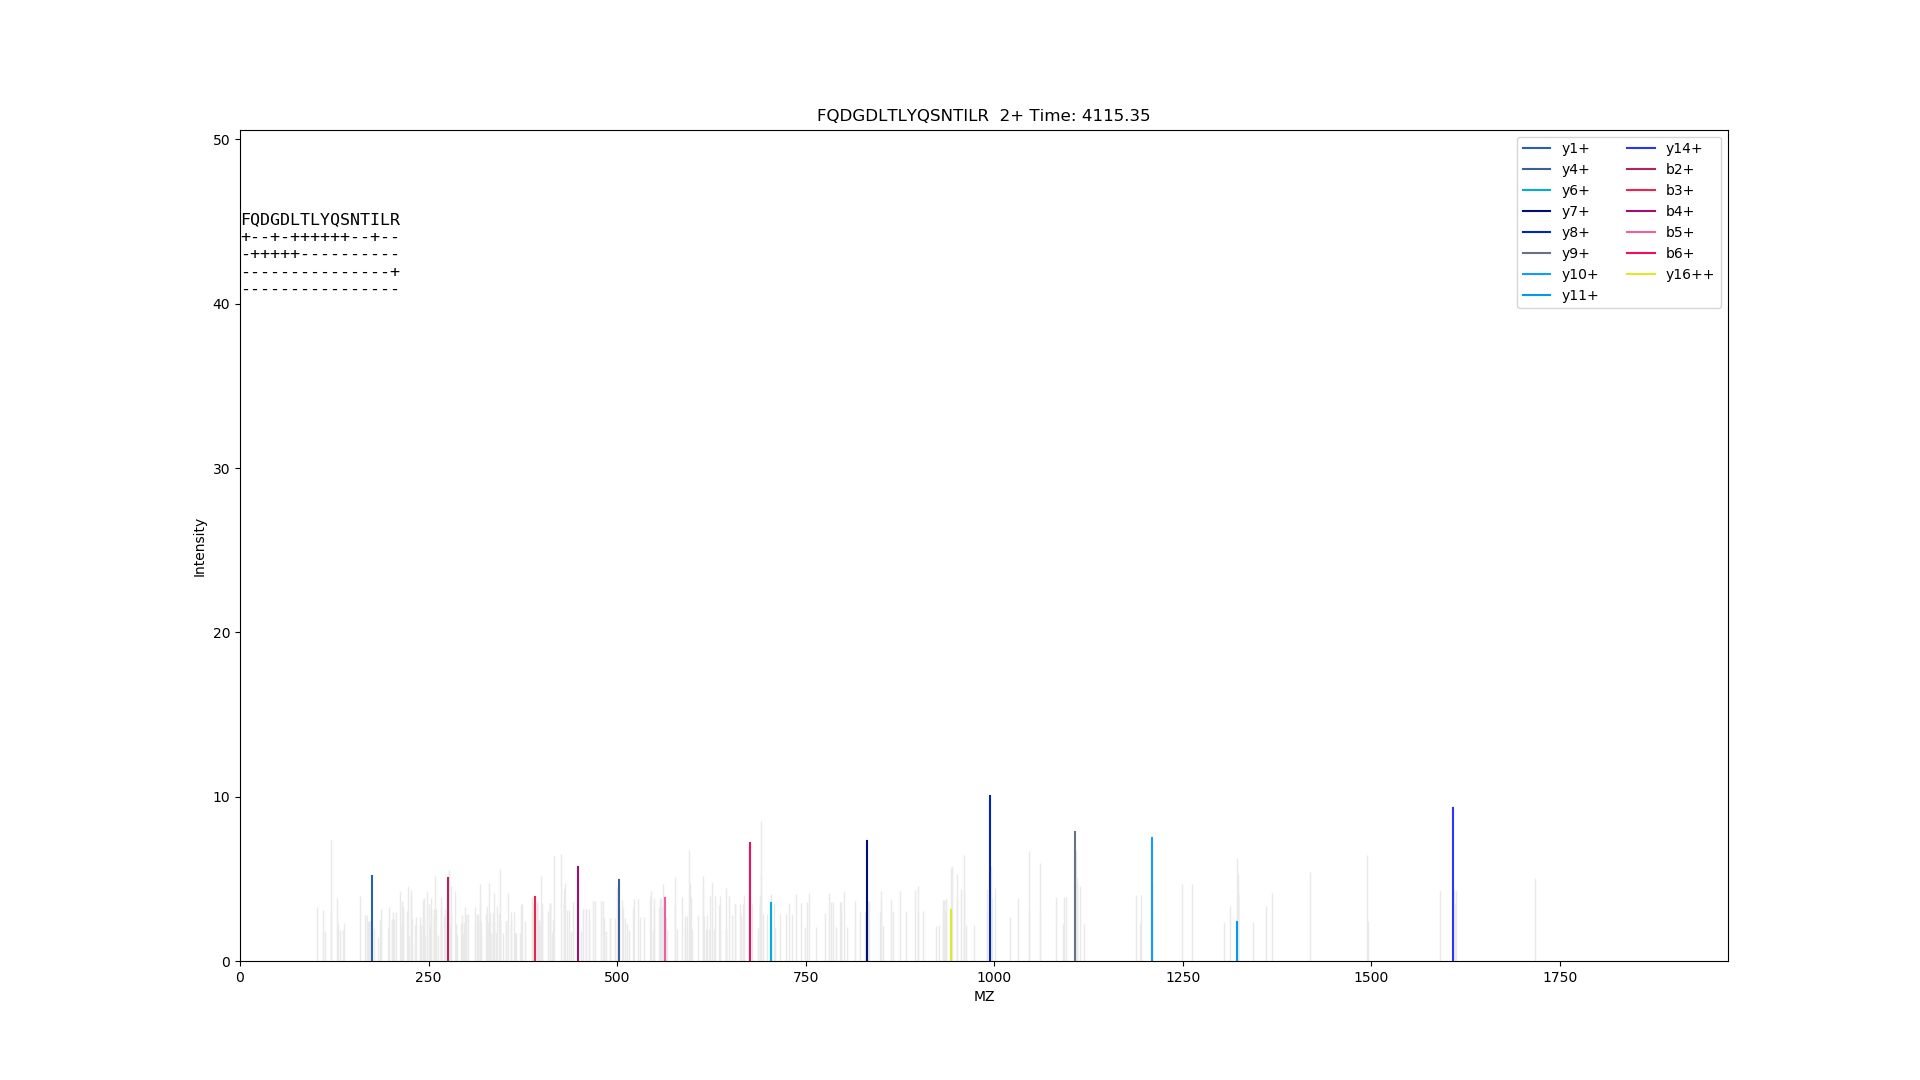 FQDGDLTLYQSNTILR  2+ Time: 4115.35
50
40
30
20
10
0
Intensity
FQDGDLTLYQSNTILR
+--+-++++++--+--
-+++++----------
---------------+
----------------
y1+
y4+
y6+
y7+
y8+
y9+
y10+
y11+
y14+
b2+
b3+
b4+
b5+
b6+
y16++
0 250 500 750 1000 1250 1500 1750
MZ